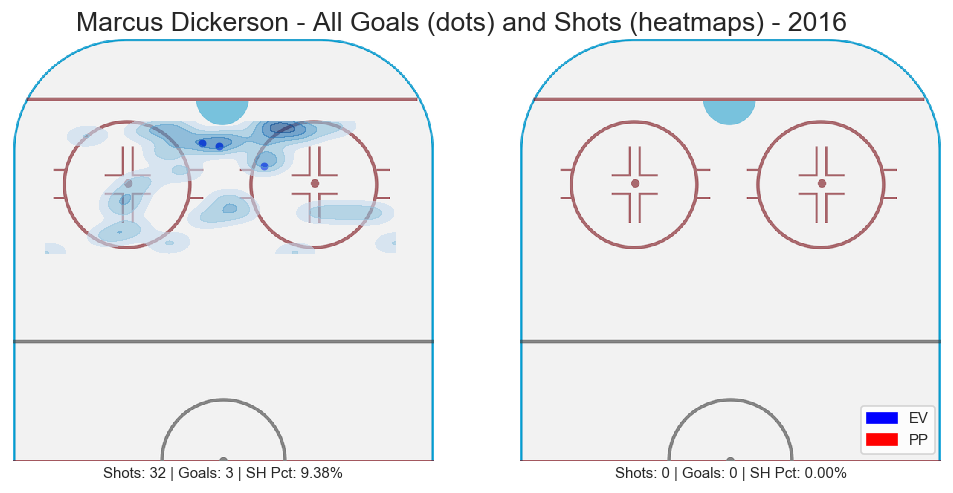 Marcus Dickerson - All Goals (dots) and Shots (heatmaps) - 2016
EV
PP
Shots: 32 | Goals: 3 | SH Pct: 9.38%
Shots: 0 | Goals: 0 | SH Pct: 0.00%